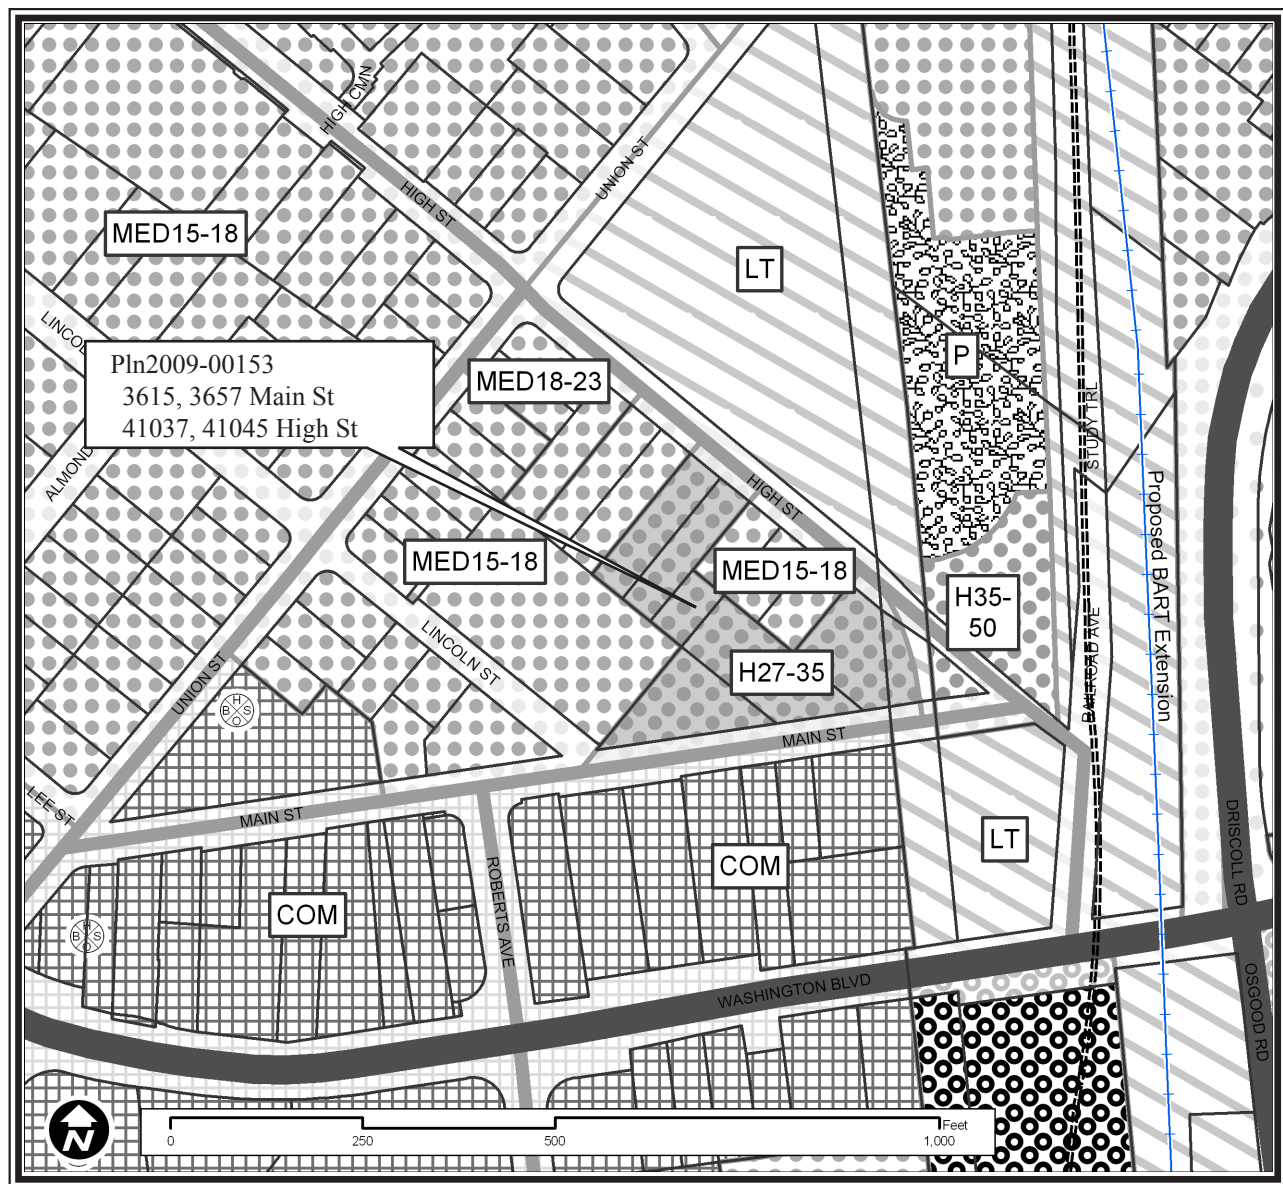 HIGH CMN
HIGH ST
UNION ST
MED15-18
LT
LINCOL
P
Pln2009-00153
3615, 3657 Main St
41037, 41045 High St
MED18-23
STUDY TRL
ALMOND
HIGH ST
Proposed BART Extension
MED15-18
MED15-18
H35-
50
LINCOLN ST
H27-35
RAILROAD AVE
UNION ST
H
B S
O
MAIN ST
LEE ST
MAIN ST
LT
DRISCOLL RD
COM
COM
ROBERTS AVE
H
B S
O
WASHINGTON BLVD
OSGOOD RD
N
0 250 500 1,000
Feet